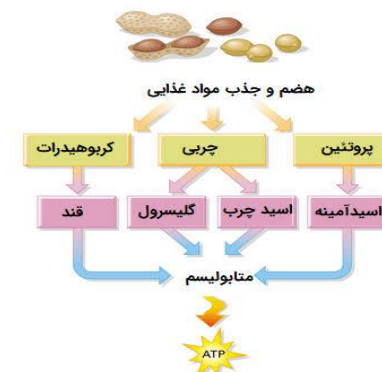 هضم و جذب مواد غذایی
پروتئین
چربی
کربوهیدرات
اسیدآمینه
اسید چرب
گلیسرول
قند
متابولیسم
ATP